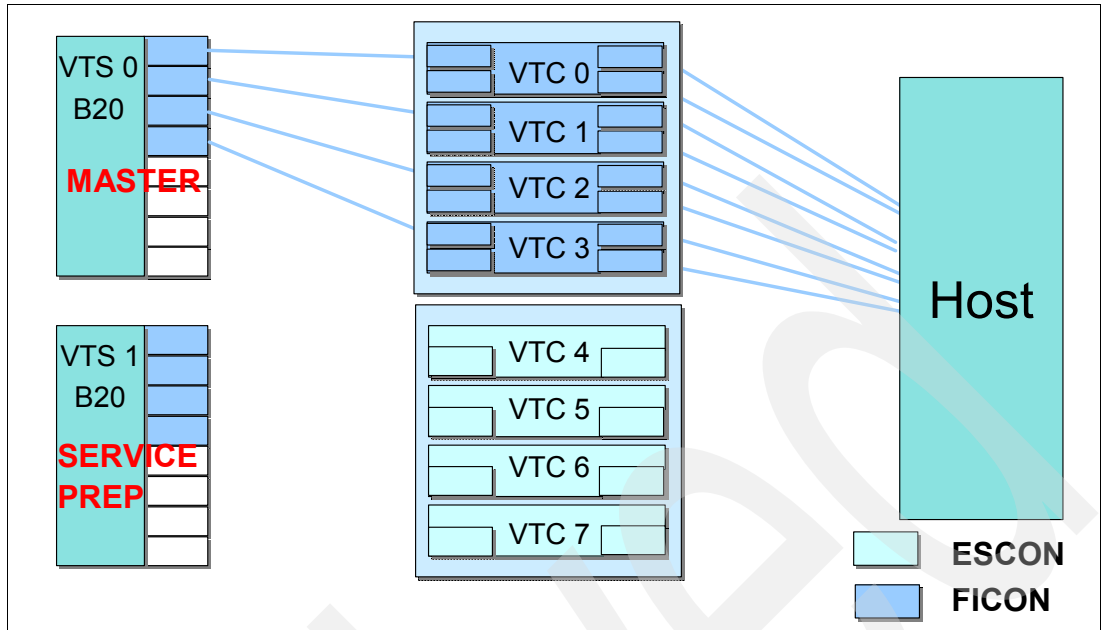 VTS 0
B20
MASTER
VTC 0
VTC 1
VTC 2
VTC 3
Host
VTS 1
B20
SERVICE
PREP
VTC 4
VTC 5
VTC 6
VTC 7
ESCON
FICON